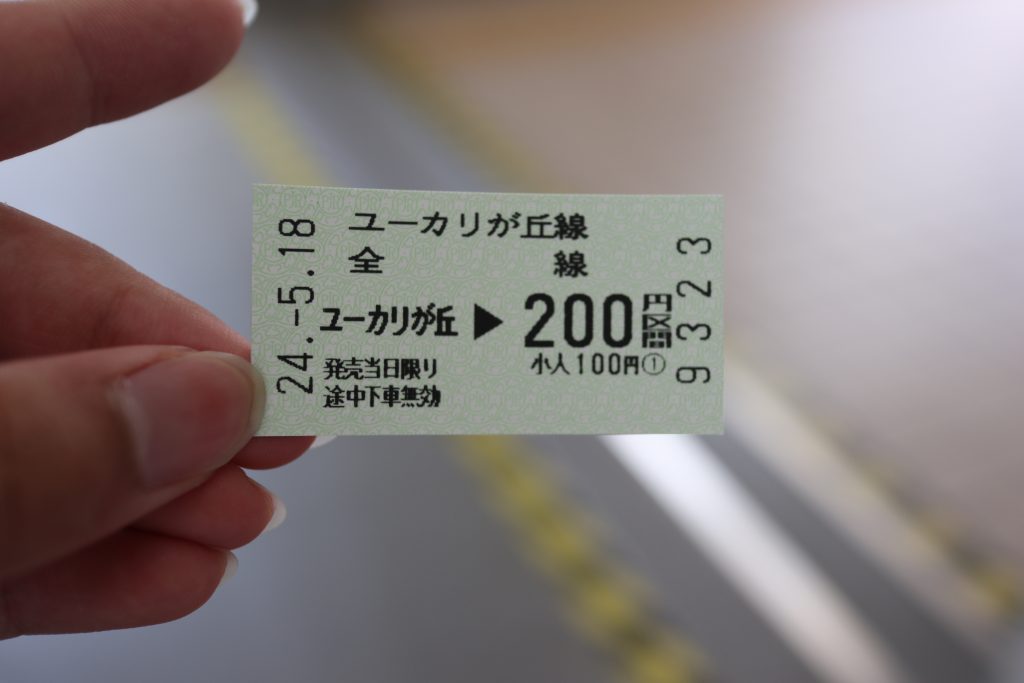 24.-5.18
ユーカリが丘線
全線
ユーカリが丘▶200円区間
小人100円①
発売当日限り
途中下車無効
9323